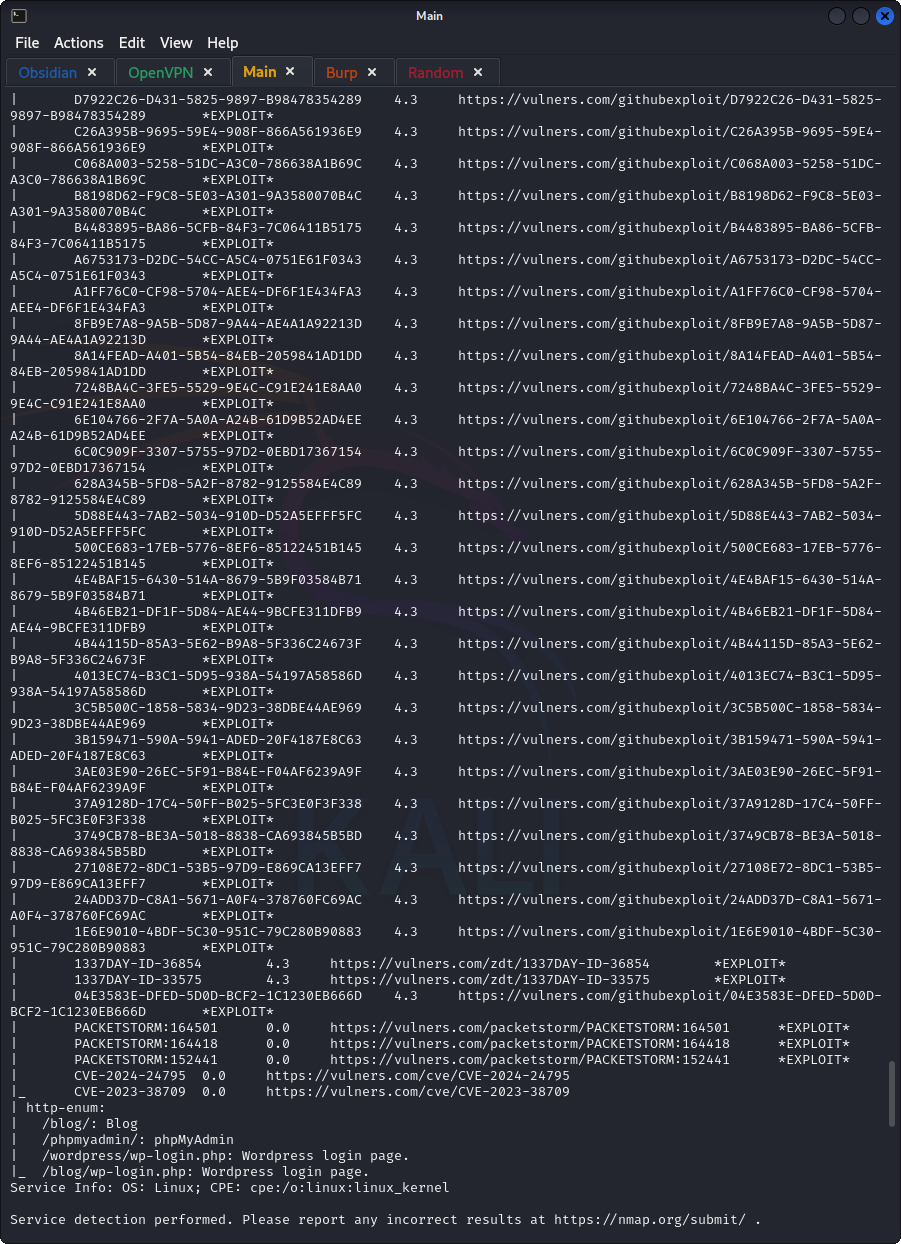 Main
File Actions Edit View Help
Obsidian × OpenVPN × Main × Burp × Random ×
| D7922C26-D431-5825-9897-B98478354289 4.3 https://vulners.com/githubexploit/D7922C26-D431-5825-
9897-B98478354289 *EXPLOIT*
| C26A395B-9695-59E4-908F-866A561936E9 4.3 https://vulners.com/githubexploit/C26A395B-9695-59E4-
908F-866A561936E9 *EXPLOIT*
| C068A003-5258-51DC-A3C0-786638A1B69C 4.3 https://vulners.com/githubexploit/C068A003-5258-51DC-
A3C0-786638A1B69C *EXPLOIT*
| B8198D62-F9C8-5E03-A301-9A3580070B4C 4.3 https://vulners.com/githubexploit/B8198D62-F9C8-5E03-
A301-9A3580070B4C *EXPLOIT*
| B4483895-BA86-5CFB-84F3-7C06411B5175 4.3 https://vulners.com/githubexploit/B4483895-BA86-5CFB-
84F3-7C06411B5175 *EXPLOIT*
| A6753173-D2DC-54CC-A5C4-0751E61F0343 4.3 https://vulners.com/githubexploit/A6753173-D2DC-54CC-
A5C4-0751E61F0343 *EXPLOIT*
| A1FF76C0-CF98-5704-AEE4-DF6F1E434FA3 4.3 https://vulners.com/githubexploit/A1FF76C0-CF98-5704-
AEE4-DF6F1E434FA3 *EXPLOIT*
| 8FB9E7A8-9A5B-5D87-9A44-AE4A1A92213D 4.3 https://vulners.com/githubexploit/8FB9E7A8-9A5B-5D87-
9A44-AE4A1A92213D *EXPLOIT*
| 8A14FEAD-A401-5B54-84EB-2059841AD1DD 4.3 https://vulners.com/githubexploit/8A14FEAD-A401-5B54-
84EB-2059841AD1DD *EXPLOIT*
| 7248BA4C-3FE5-5529-9E4C-C91E241E8AA0 4.3 https://vulners.com/githubexploit/7248BA4C-3FE5-5529-
9E4C-C91E241E8AA0 *EXPLOIT*
| 6E104766-2F7A-5A0A-A24B-61D9B52AD4EE 4.3 https://vulners.com/githubexploit/6E104766-2F7A-5A0A-
A24B-61D9B52AD4EE *EXPLOIT*
| 6C0C909F-3307-5755-97D2-0EBD17367154 4.3 https://vulners.com/githubexploit/6C0C909F-3307-5755-
97D2-0EBD17367154 *EXPLOIT*
| 628A345B-5FD8-5A2F-8782-9125584E4C89 4.3 https://vulners.com/githubexploit/628A345B-5FD8-5A2F-
8782-9125584E4C89 *EXPLOIT*
| 5D88E443-7AB2-5034-910D-D52A5EFFF5FC 4.3 https://vulners.com/githubexploit/5D88E443-7AB2-5034-
910D-D52A5EFFF5FC *EXPLOIT*
| 500CE683-17EB-5776-8EF6-85122451B145 4.3 https://vulners.com/githubexploit/500CE683-17EB-5776-
8EF6-85122451B145 *EXPLOIT*
| 4E4BAF15-6430-514A-8679-5B9F03584B71 4.3 https://vulners.com/githubexploit/4E4BAF15-6430-514A-
8679-5B9F03584B71 *EXPLOIT*
| 4B46EB21-DF1F-5D84-AE44-9BCFE311DFB9 4.3 https://vulners.com/githubexploit/4B46EB21-DF1F-5D84-
AE44-9BCFE311DFB9 *EXPLOIT*
| 4B44115D-85A3-5E62-B9A8-5F336C24673F 4.3 https://vulners.com/githubexploit/4B44115D-85A3-5E62-
B9A8-5F336C24673F *EXPLOIT*
| 4013EC74-B3C1-5D95-938A-54197A58586D 4.3 https://vulners.com/githubexploit/4013EC74-B3C1-5D95-
938A-54197A58586D *EXPLOIT*
| 3C5B500C-1858-5834-9D23-38DBE44AE969 4.3 https://vulners.com/githubexploit/3C5B500C-1858-5834-
9D23-38DBE44AE969 *EXPLOIT*
| 3B159471-590A-5941-ADED-20F4187E8C63 4.3 https://vulners.com/githubexploit/3B159471-590A-5941-
ADED-20F4187E8C63 *EXPLOIT*
| 3AE03E90-26EC-5F91-B84E-F04AF6239A9F 4.3 https://vulners.com/githubexploit/3AE03E90-26EC-5F91-
B84E-F04AF6239A9F *EXPLOIT*
| 37A9128D-17C4-50FF-B025-5FC3E0F3F338 4.3 https://vulners.com/githubexploit/37A9128D-17C4-50FF-
B025-5FC3E0F3F338 *EXPLOIT*
| 3749CB78-BE3A-5018-8838-CA693845B5BD 4.3 https://vulners.com/githubexploit/3749CB78-BE3A-5018-
8838-CA693845B5BD *EXPLOIT*
| 27108E72-8DC1-53B5-97D9-E869CA13EFF7 4.3 https://vulners.com/githubexploit/27108E72-8DC1-53B5-
97D9-E869CA13EFF7 *EXPLOIT*
| 24ADD37D-C8A1-5671-A0F4-378760FC69AC 4.3 https://vulners.com/githubexploit/24ADD37D-C8A1-5671-
A0F4-378760FC69AC *EXPLOIT*
| 1E6E9010-4BDF-5C30-951C-79C280B90883 4.3 https://vulners.com/githubexploit/1E6E9010-4BDF-5C30-
951C-79C280B90883 *EXPLOIT*
| 1337DAY-ID-36854 4.3 https://vulners.com/zdt/1337DAY-ID-36854 *EXPLOIT*
| 1337DAY-ID-33575 4.3 https://vulners.com/zdt/1337DAY-ID-33575 *EXPLOIT*
| 04E3583E-DFED-5D0D-BCF2-1C1230EB666D 4.3 https://vulners.com/githubexploit/04E3583E-DFED-5D0D-
BCF2-1C1230EB666D *EXPLOIT*
| PACKETSTORM:164501 0.0 https://vulners.com/packetstorm/PACKETSTORM:164501 *EXPLOIT*
| PACKETSTORM:164418 0.0 https://vulners.com/packetstorm/PACKETSTORM:164418 *EXPLOIT*
| PACKETSTORM:152441 0.0 https://vulners.com/packetstorm/PACKETSTORM:152441 *EXPLOIT*
| CVE-2024-24795 0.0 https://vulners.com/cve/CVE-2024-24795
|_ CVE-2023-38709 0.0 https://vulners.com/cve/CVE-2023-38709
| http-enum:
| /blog/: Blog
| /phpmyadmin/: phpMyAdmin
| /wordpress/wp-login.php: Wordpress login page.
|_ /blog/wp-login.php: Wordpress login page.
Service Info: OS: Linux; CPE: cpe:/o:linux:linux_kernel
Service detection performed. Please report any incorrect results at https://nmap.org/submit/ .
KALI